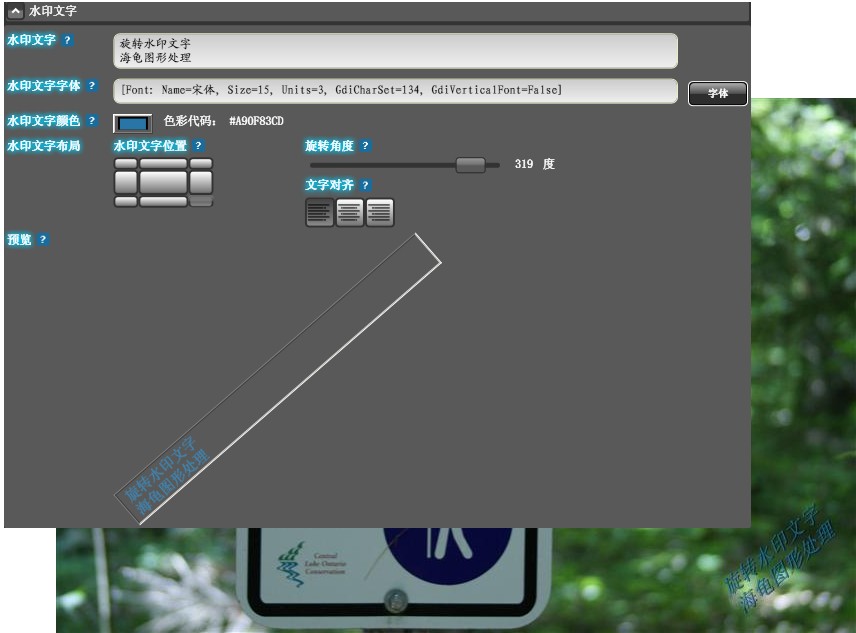 水印文字
水印文字 ?
旋转水印文字
海龟图形处理
水印文字字体 ?
[Font: Name=宋体, Size=15, Units=3, GdiCharSet=134, GdiVerticalFont=False]
字体
水印文字颜色 ?
色彩代码: #A90F83CD
水印文字布局
水印文字位置 ?
旋转角度 ?
319 度
文字对齐 ?
预览 ?
旋转水印文字
海龟图形处理
Central
Lake Ontario
Conservation
旋转水印文字
海龟图形处理